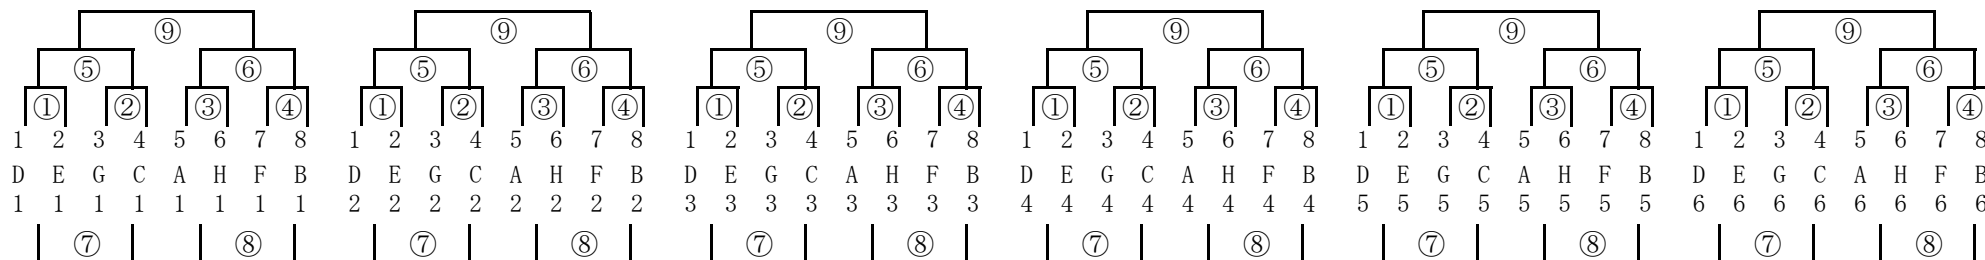 ⑨ ⑨ ⑨ ⑨ ⑨ ⑨
⑤ ⑥ ⑤ ⑥ ⑤ ⑥ ⑤ ⑥ ⑤ ⑥ ⑤ ⑥
① ② ③ ④ ① ② ③ ④ ① ② ③ ④ ① ② ③ ④ ① ② ③ ④ ① ② ③ ④
1 2 3 4 5 6 7 8 1 2 3 4 5 6 7 8 1 2 3 4 5 6 7 8 1 2 3 4 5 6 7 8 1 2 3 4 5 6 7 8 1 2 3 4 5 6 7 8
D E G C A H F B D E G C A H F B D E G C A H F B D E G C A H F B D E G C A H F B D E G C A H F B
1 1 1 1 1 1 1 1 2 2 2 2 2 2 2 2 3 3 3 3 3 3 3 3 4 4 4 4 4 4 4 4 5 5 5 5 5 5 5 5 6 6 6 6 6 6 6 6
⑦ ⑧ ⑦ ⑧ ⑦ ⑧ ⑦ ⑧ ⑦ ⑧ ⑦ ⑧